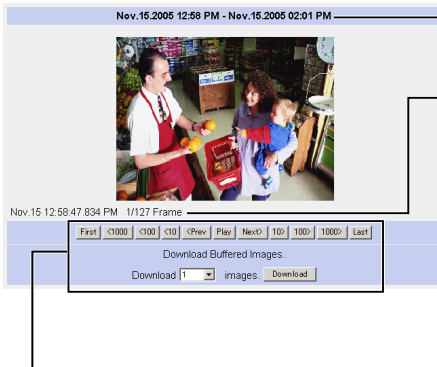 Nov.15.2005 12:58 PM - Nov.15.2005 02:01 PM
Nov.15 12:58:47.834 PM 1/127 Frame
First <1000 <100 <10 <Prev Play Next> 10> 100> 1000> Last
Download Buffered Images.
Download 1 images. Download